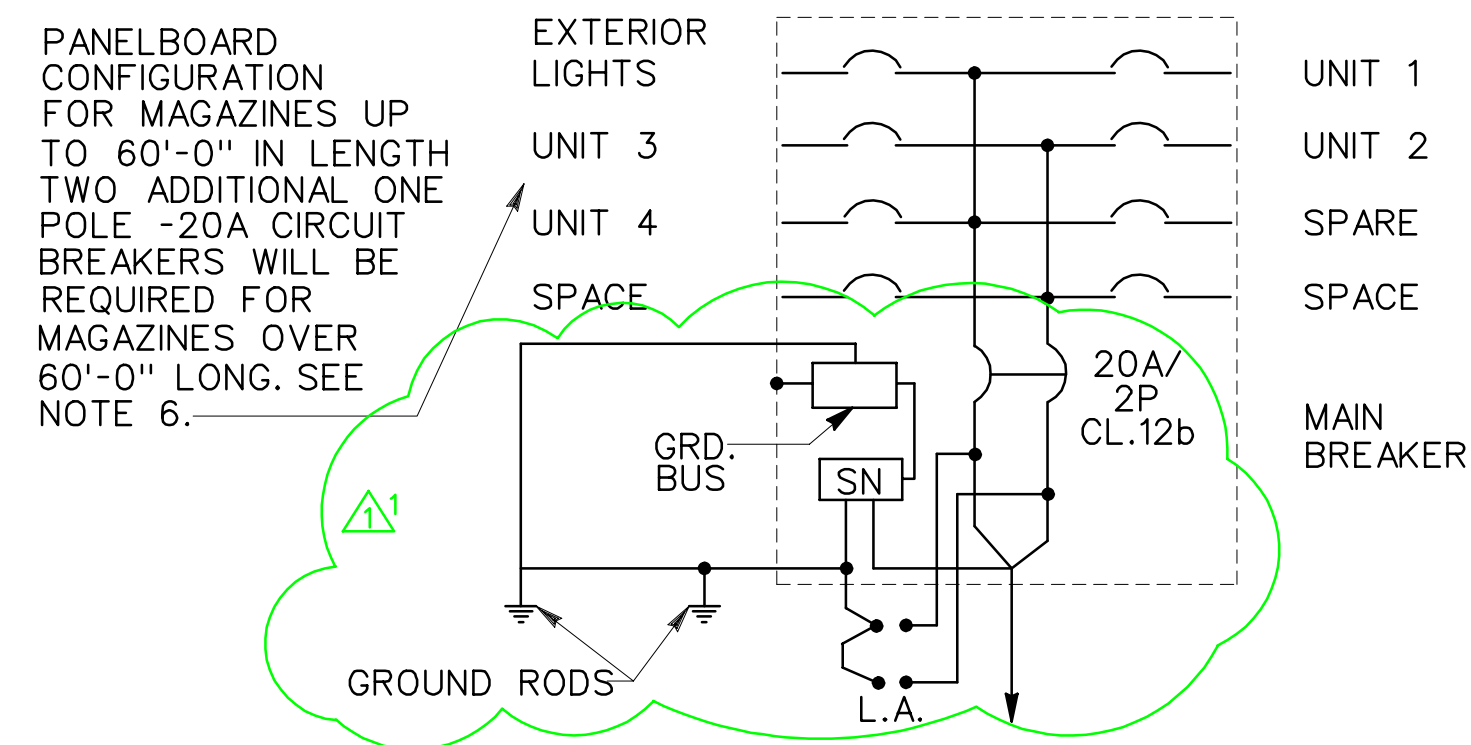 PANELBOARD
CONFIGURATION
FOR MAGAZINES UP
TO 60'-0" IN LENGTH
TWO ADDITIONAL ONE
POLE -20A CIRCUIT
BREAKERS WILL BE
REQUIRED FOR
MAGAZINES OVER
60'-0" LONG. SEE
NOTE 6.
EXTERIOR
LIGHTS
UNIT 1
UNIT 3
UNIT 2
UNIT 4
SPARE
SPACE
SPACE
20A/
2P
CL.12b
MAIN
BREAKER
GRD.
BUS
SN
1 1
GROUND RODS
L.A.